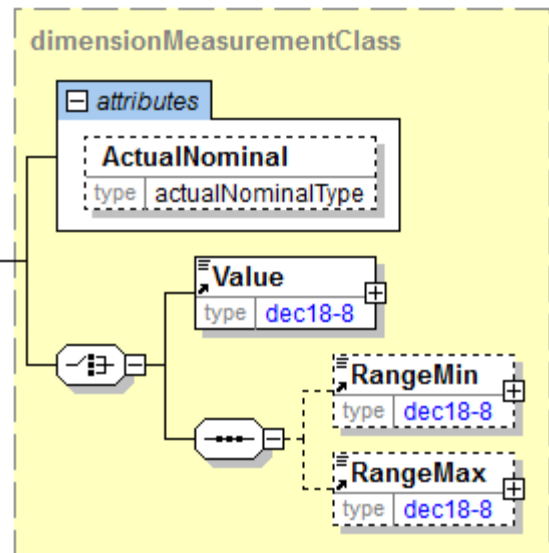 dimensionMeasurementClass
attributes
ActualNominal
type actualNominalType
Value
type dec18-8
RangeMin
type dec18-8
RangeMax
type dec18-8